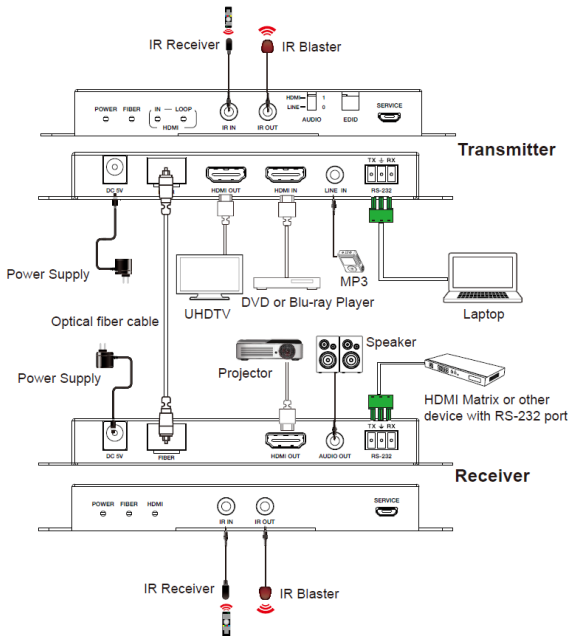 IR Receiver
IR Blaster
HDMI 1
LINE 0
POWER FIBER IN LOOP
HDMI
IR IN
IR OUT
AUDIO
EDID
SERVICE
Transmitter
DC 5V
HDMI OUT
HDMI IN
LINE IN
TX RX
RS-232
Power Supply
UHDTV
DVD or Blu-ray Player
MP3
Laptop
Optical fiber cable
Power Supply
Projector
Speaker
HDMI Matrix or other
device with RS-232 port
DC 5V
FIBER
HDMI OUT
AUDIO OUT
TX RX
RS-232
Receiver
POWER FIBER HDMI
IR IN
IR OUT
SERVICE
IR Receiver
IR Blaster